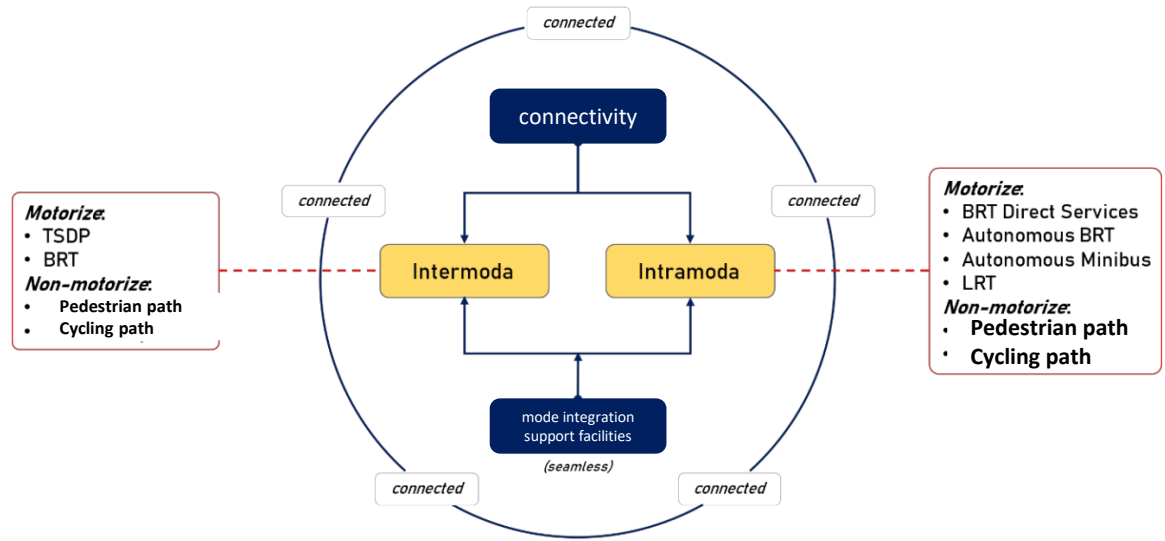 connected
connectivity
connected
connected
Motorize:
• TSDP
• BRT
Non-motorize:
• Pedestrian path
• Cycling path
Intermoda
Intramoda
Motorize:
• BRT Direct Services
• Autonomous BRT
• Autonomous Minibus
• LRT
Non-motorize:
• Pedestrian path
• Cycling path
mode integration
support facilities
(seamless)
connected
connected